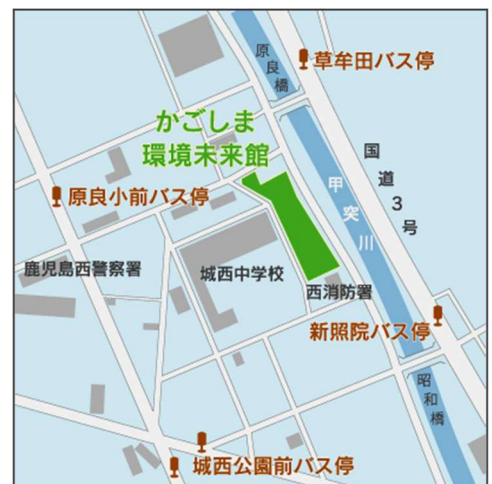 原良橋
草牟田バス停
かごしま
環境未来館
国道3号
甲突川
原良小前バス停
鹿児島西警察署
城西中学校
西消防署
新照院バス停
昭和橋
城西公園前バス停